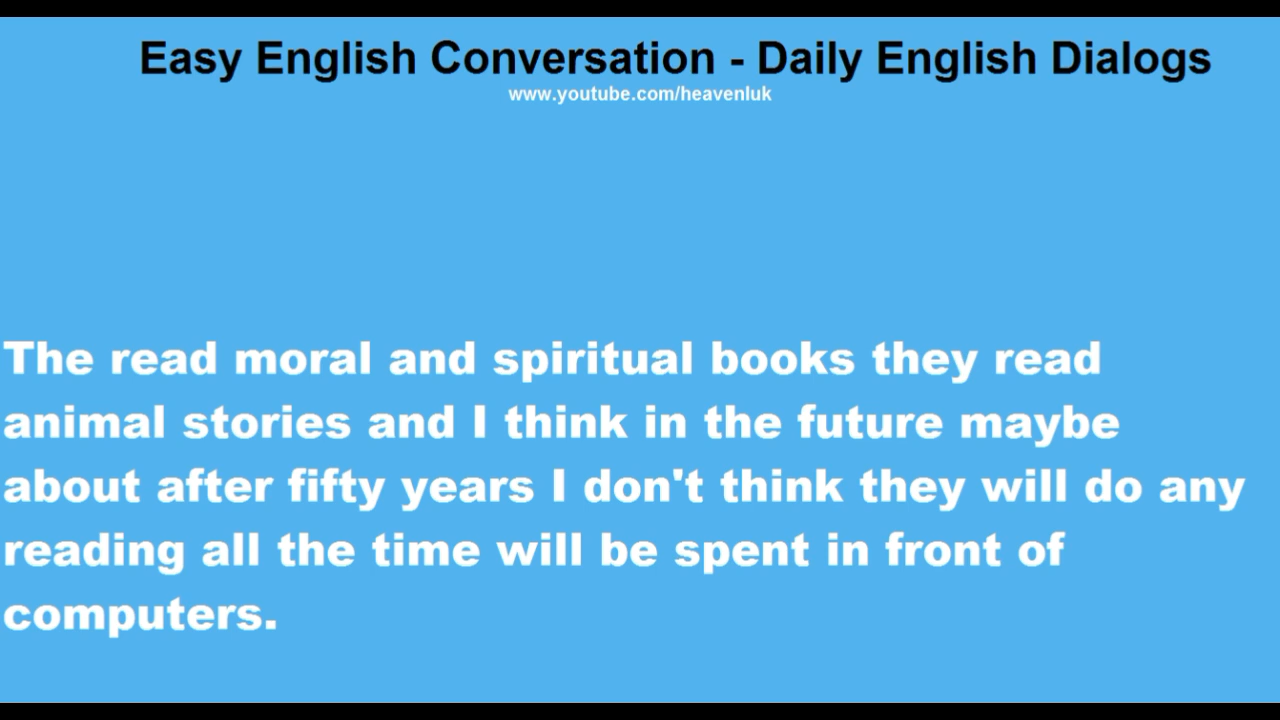 Easy English Conversation - Daily English Dialogs
www.youtube.com/heavenluk
The read moral and spiritual books they read
animal stories and I think in the future maybe
about after fifty years I don't think they will do any
reading all the time will be spent in front of
computers.